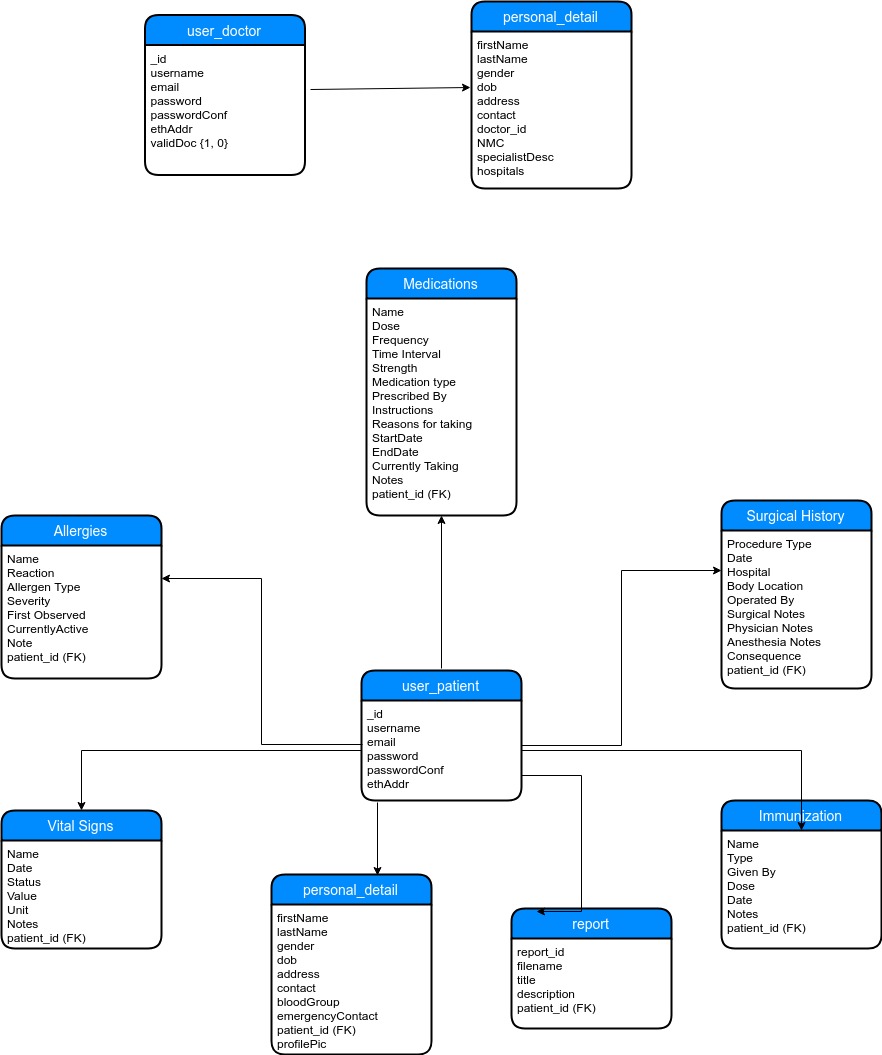 user_doctor
_id
username
email
password
passwordConf
ethAddr
validDoc {1, 0}
personal_detail
firstName
lastName
gender
dob
address
contact
doctor_id
NMC
specialistDesc
hospitals
Medications
Name
Dose
Frequency
Time Interval
Strength
Medication type
Prescribed By
Instructions
Reasons for taking
StartDate
EndDate
Currently Taking
Notes
patient_id (FK)
Allergies
Name
Reaction
Allergen Type
Severity
First Observed
CurrentlyActive
Note
patient_id (FK)
Surgical History
Procedure Type
Date
Hospital
Body Location
Operated By
Surgical Notes
Physician Notes
Anesthesia Notes
Consequence
patient_id (FK)
user_patient
_id
username
email
password
passwordConf
ethAddr
Vital Signs
Name
Date
Status
Value
Unit
Notes
patient_id (FK)
personal_detail
firstName
lastName
gender
dob
address
contact
bloodGroup
emergencyContact
patient_id (FK)
profilePic
report
report_id
filename
title
description
patient_id (FK)
Immunization
Name
Type
Given By
Dose
Date
Notes
patient_id (FK)